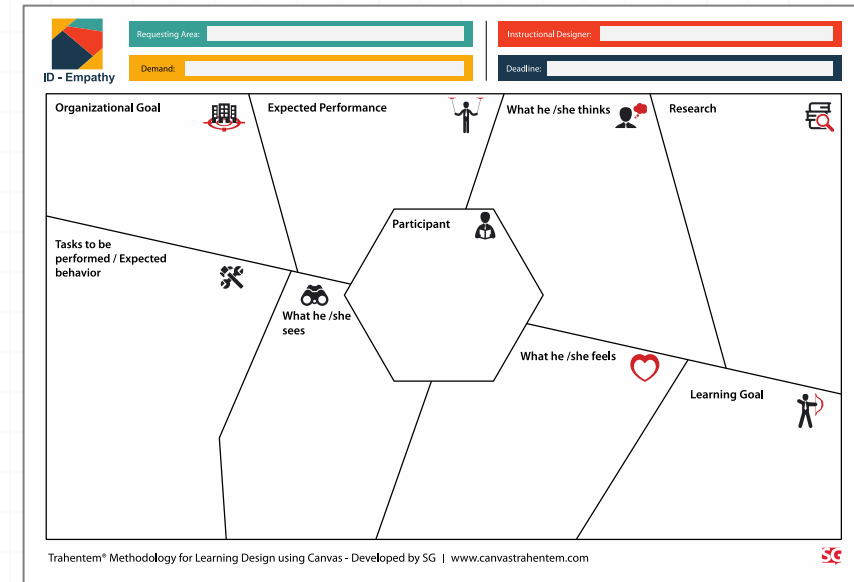 ID - Empathy
Requesting Area:
Demand:
Instructional Designer:
Deadline:
Organizational Goal
Expected Performance
What he /she thinks
Research
Participant
Tasks to be
performed / Expected
behavior
What he /she
sees
What he /she feels
Learning Goal
Trahentem® Methodology for Learning Design using Canvas - Developed by SG | www.canvastrahentem.com
SG